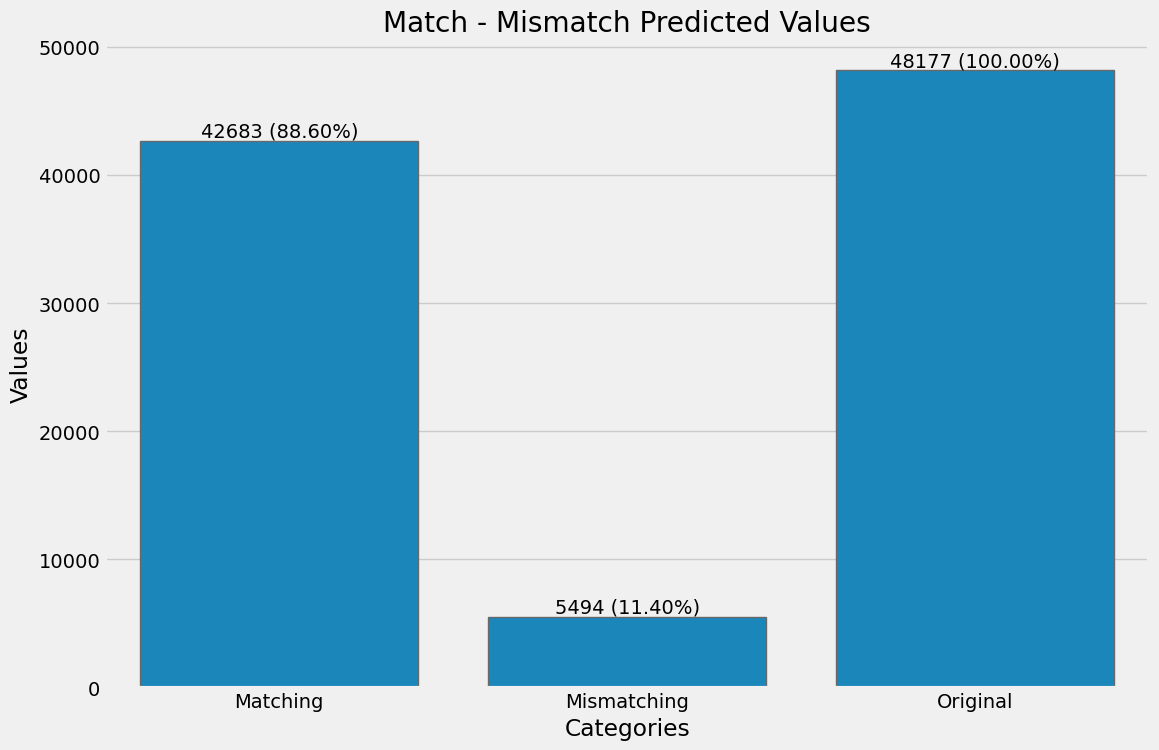 Match - Mismatch Predicted Values
50000
48177 (100.00%)
42683 (88.60%)
40000
30000
Values
20000
10000
5494 (11.40%)
0
Matching
Mismatching
Original
Categories